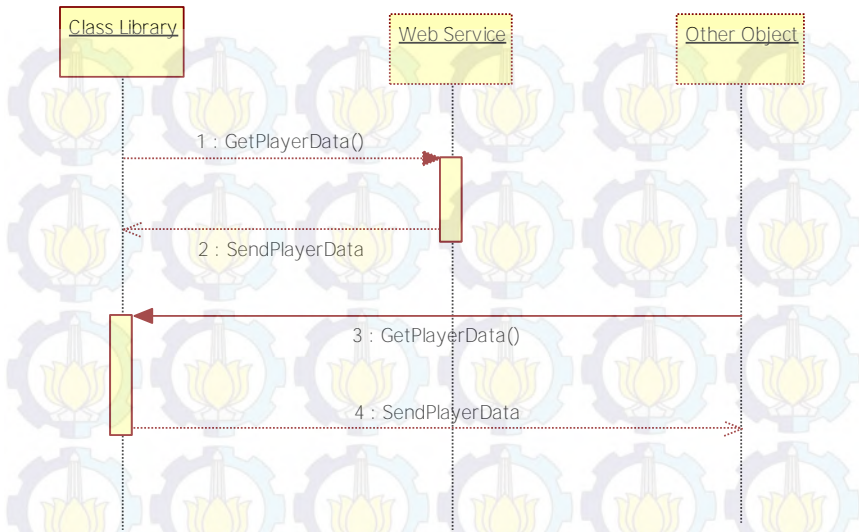 Class Library
Web Service
Other Object
1 : GetPlayerData()
2 : SendPlayerData
3 : GetPlayerData()
4 : SendPlayerData